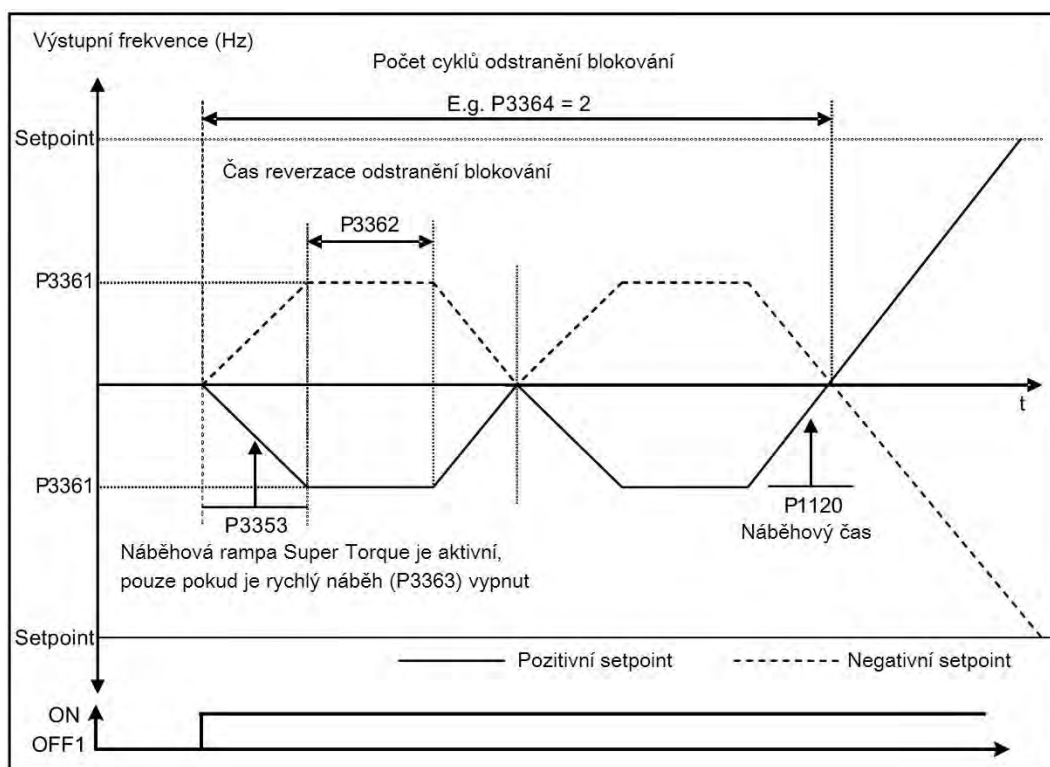 Výstupní frekvence (Hz)
Počet cyklů odstranění blokování
E.g. P3364 = 2
Setpoint
Čas reverzace odstranění blokování
P3362
P3361
t
P3361
P3353
P1120
Náběhový čas
Náběhová rampa Super Torque je aktivní,
pouze pokud je rychlý náběh (P3363) vypnut
Setpoint
Pozitivní setpoint
Negativní setpoint
ON
OFF1